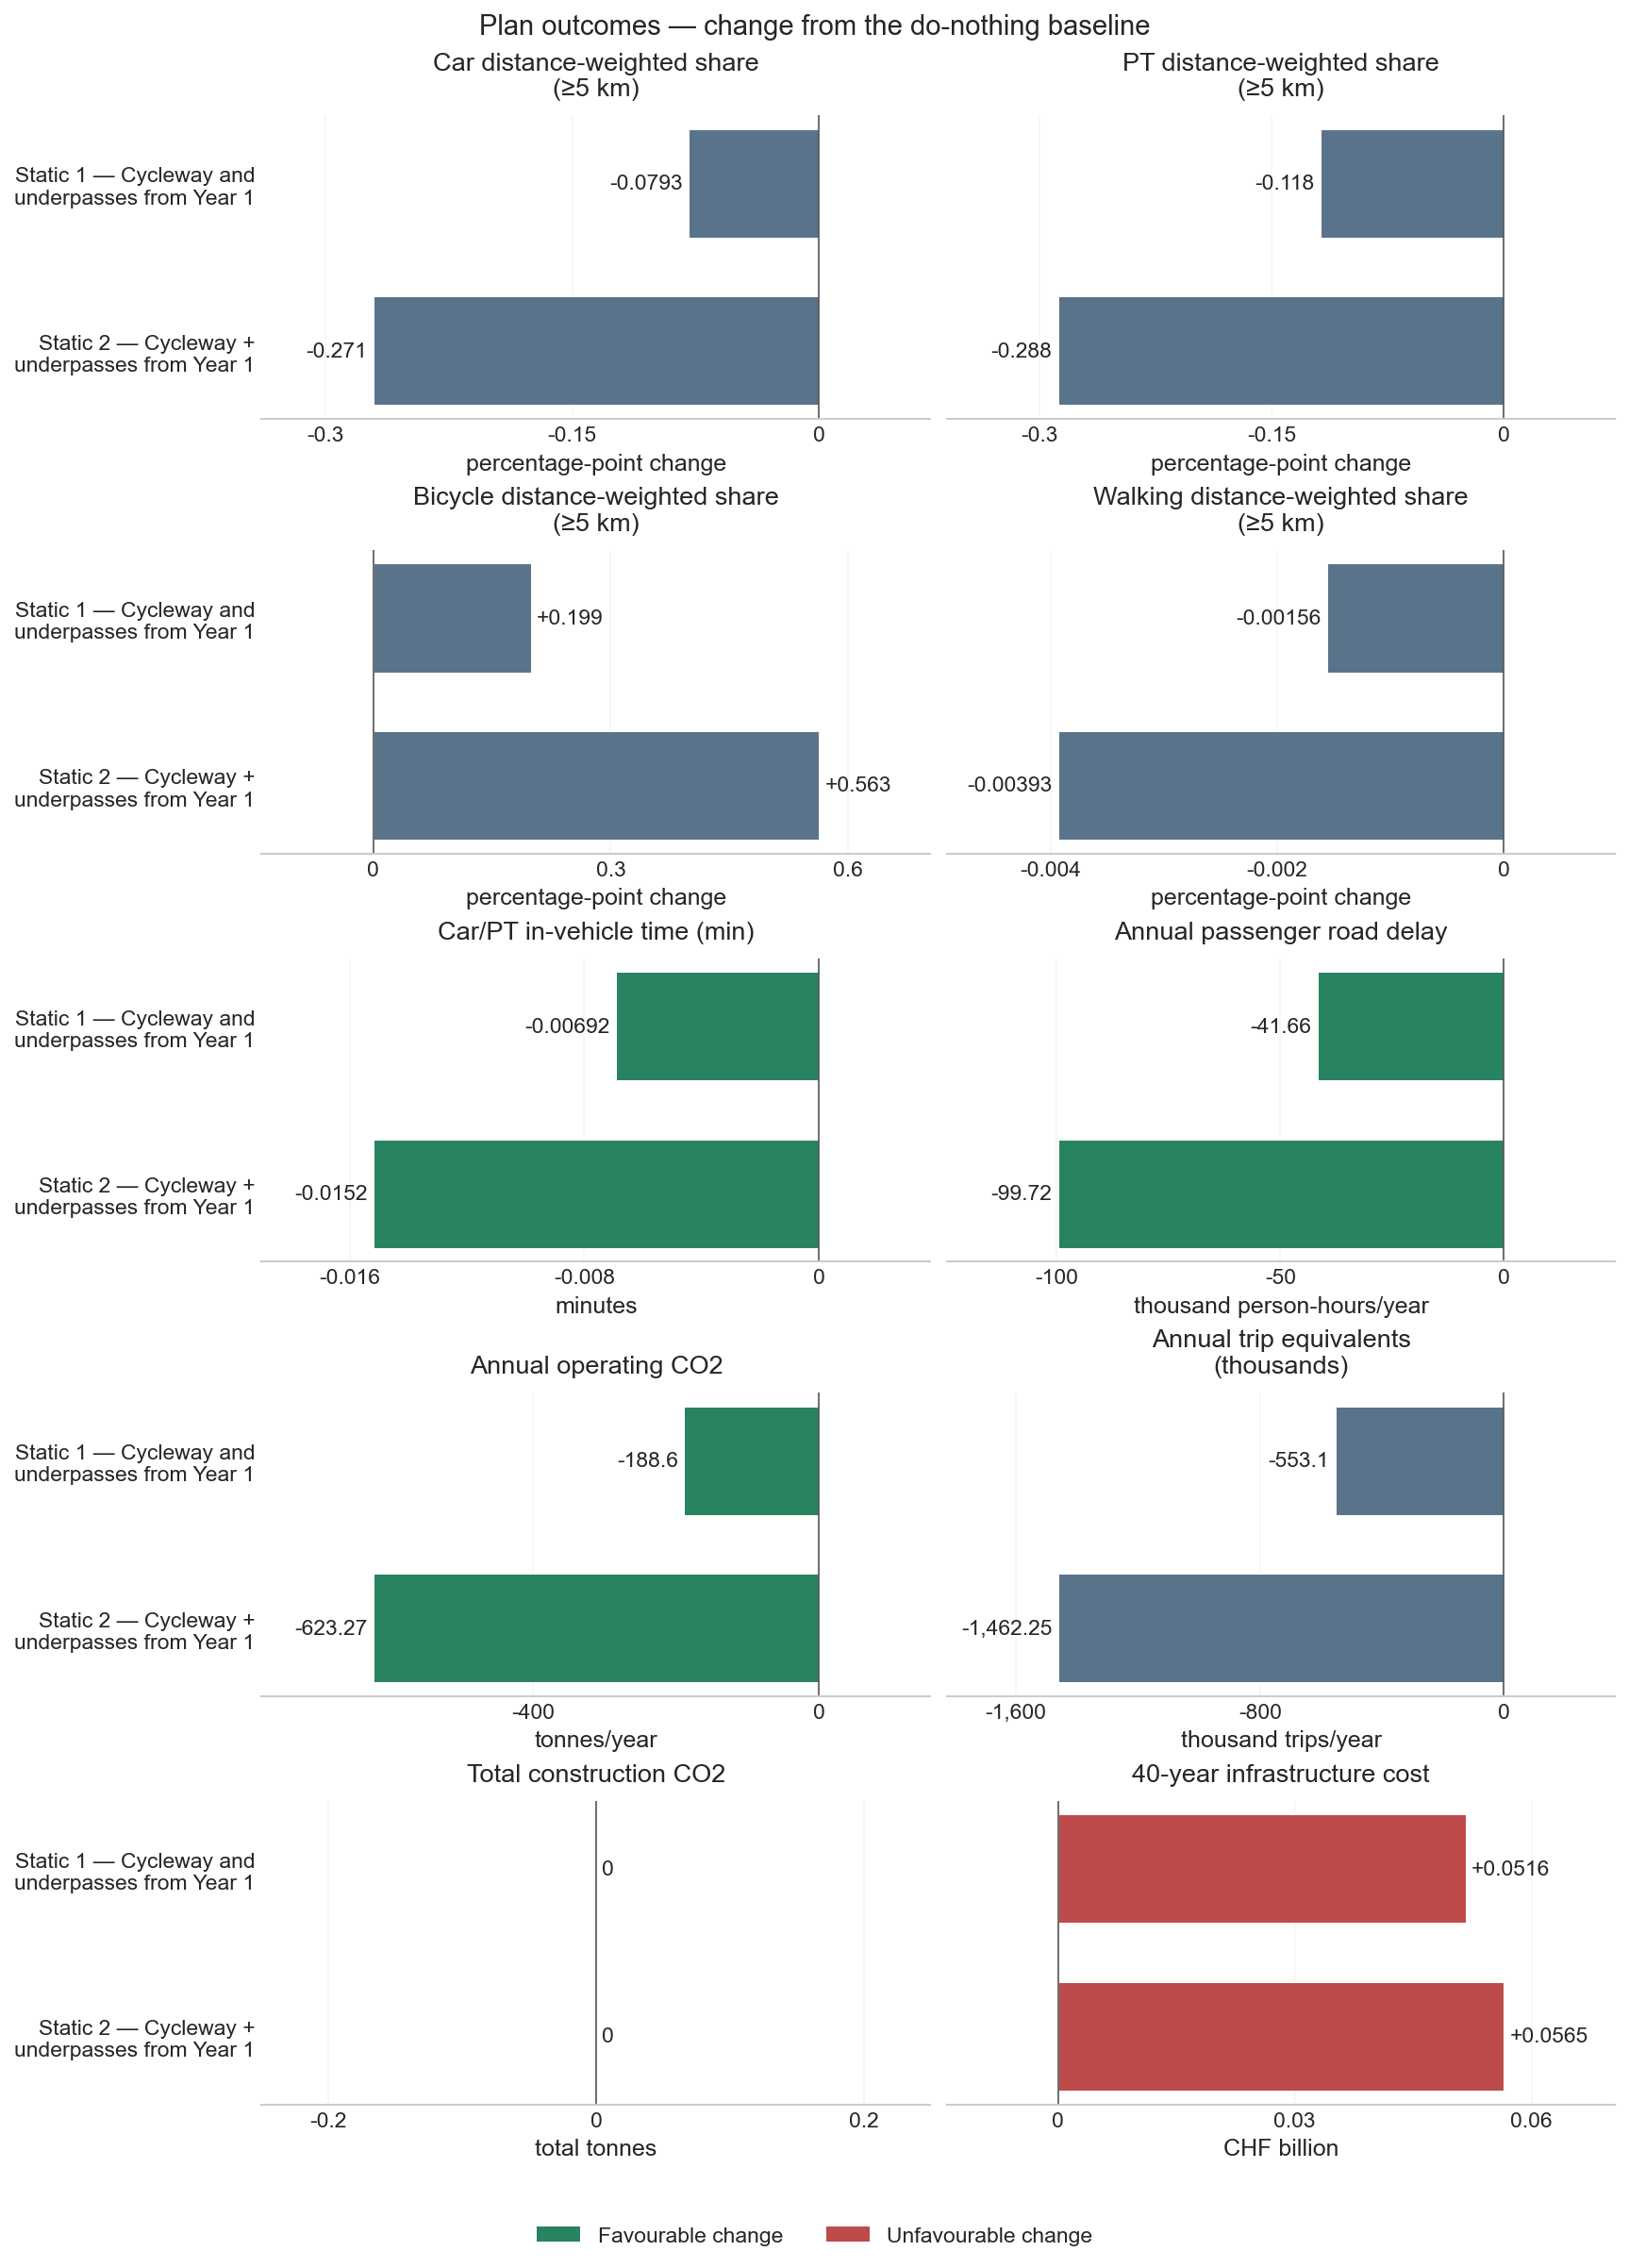 Plan outcomes — change from the do-nothing baseline
Car distance-weighted share
(≥5 km)
Static 1 — Cycleway and
underpasses from Year 1
-0.0793
Static 2 — Cycleway +
underpasses from Year 1
-0.271
-0.3
-0.15
0
percentage-point change
PT distance-weighted share
(≥5 km)
-0.118
-0.288
-0.3
-0.15
0
percentage-point change
Bicycle distance-weighted share
(≥5 km)
Static 1 — Cycleway and
underpasses from Year 1
+0.199
Static 2 — Cycleway +
underpasses from Year 1
+0.563
0
0.3
0.6
percentage-point change
Walking distance-weighted share
(≥5 km)
-0.00156
-0.00393
-0.004
-0.002
0
percentage-point change
Car/PT in-vehicle time (min)
Static 1 — Cycleway and
underpasses from Year 1
-0.00692
Static 2 — Cycleway +
underpasses from Year 1
-0.0152
-0.016
-0.008
0
minutes
Annual passenger road delay
-41.66
-99.72
-100
-50
0
thousand person-hours/year
Annual operating CO2
Static 1 — Cycleway and
underpasses from Year 1
-188.6
Static 2 — Cycleway +
underpasses from Year 1
-623.27
-400
0
tonnes/year
Annual trip equivalents
(thousands)
-553.1
-1,462.25
-1,600
-800
0
thousand trips/year
Total construction CO2
Static 1 — Cycleway and
underpasses from Year 1
0
Static 2 — Cycleway +
underpasses from Year 1
0
-0.2
0
0.2
total tonnes
40-year infrastructure cost
+0.0516
+0.0565
0
0.03
0.06
CHF billion
Favourable change
Unfavourable change